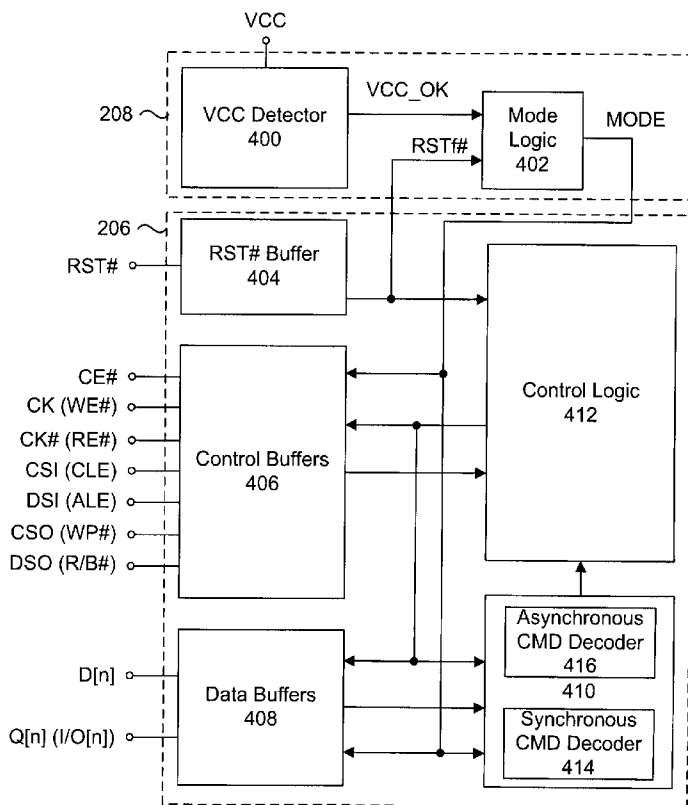 VCC
208
VCC Detector
400
VCC_OK
RSTf#
Mode
Logic
402
MODE
206
RST#
RST# Buffer
404
CE#
CK (WE#)
CK# (RE#)
CSI (CLE)
DSI (ALE)
CSO (WP#)
DSO (R/B#)
Control Buffers
406
Control Logic
412
D[n]
Q[n] (I/O[n])
Data Buffers
408
Asynchronous
CMD Decoder
416
410
Synchronous
CMD Decoder
414